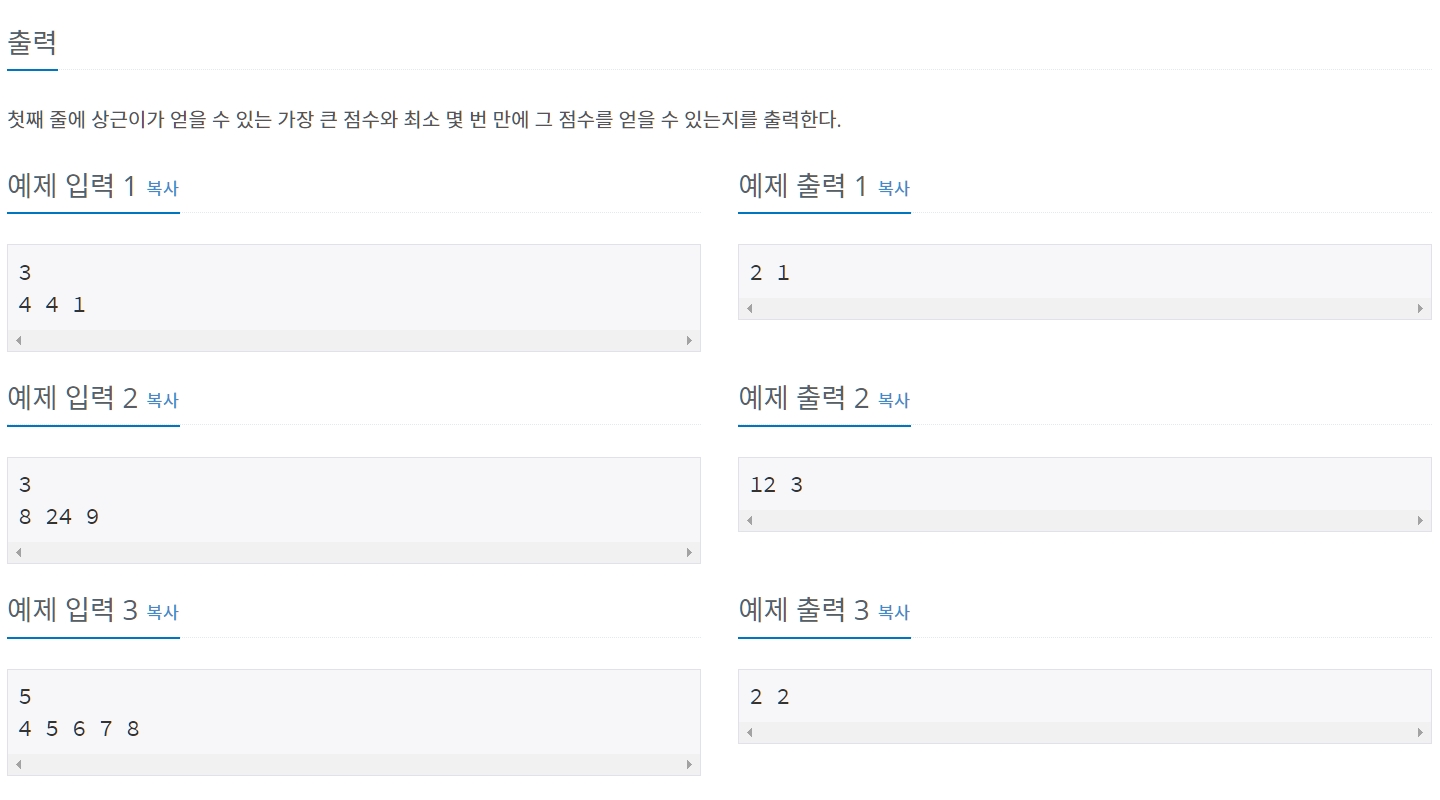 출력
첫째 줄에 상근이가 얻을 수 있는 가장 큰 점수와 최소 몇 번 만에 그 점수를 얻을 수 있는지를 출력한다.
예제 입력 1 복사
3
4 4 1
예제 출력 1 복사
2 1
예제 입력 2 복사
3
8 24 9
예제 출력 2 복사
12 3
예제 입력 3 복사
5
4 5 6 7 8
예제 출력 3 복사
2 2